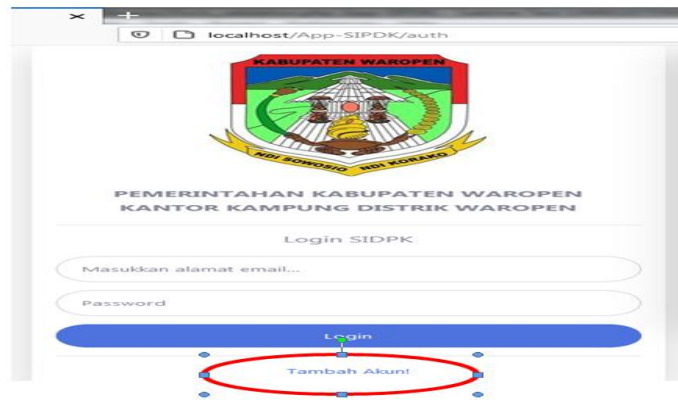 localhost/App-SIPDK/auth
KABUPATEN WAROPEN
NDI SOWOSIO NDI KORAKO
PEMERINTAHAN KABUPATEN WAROPEN
KANTOR KAMPUNG DISTRIK WAROPEN
Login SIDPK
Masukkan alamat email...
Password
Login
Tambah Akun!